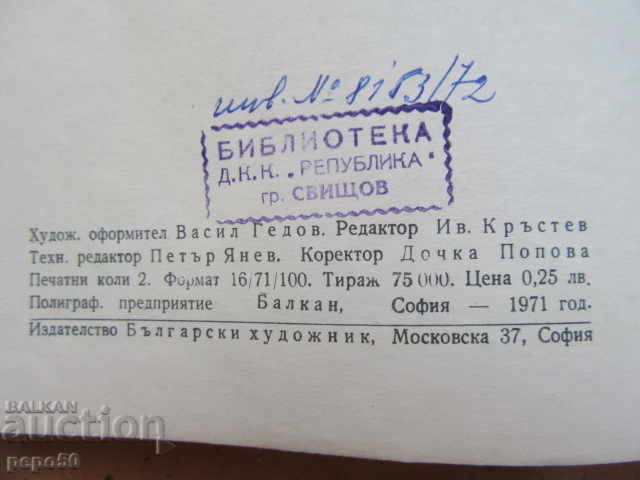 инв. № 8183/72
БИБЛИОТЕКА
Д.К.К. „РЕПУБЛИКА"
гр. СВИЩОВ
Худож. оформител Васил Гедов. Редактор Ив. Кръстев
Техн. редактор Петър Янев. Коректор Дочка Попова
Печатни коли 2. Формат 16/71/100. Тираж 75 000. Цена 0,25 лв.
Полиграф. предприятие Балкан, София — 1971 год.
Издателство Български художник, Московска 37, София
BALKAN
auction
pepo50